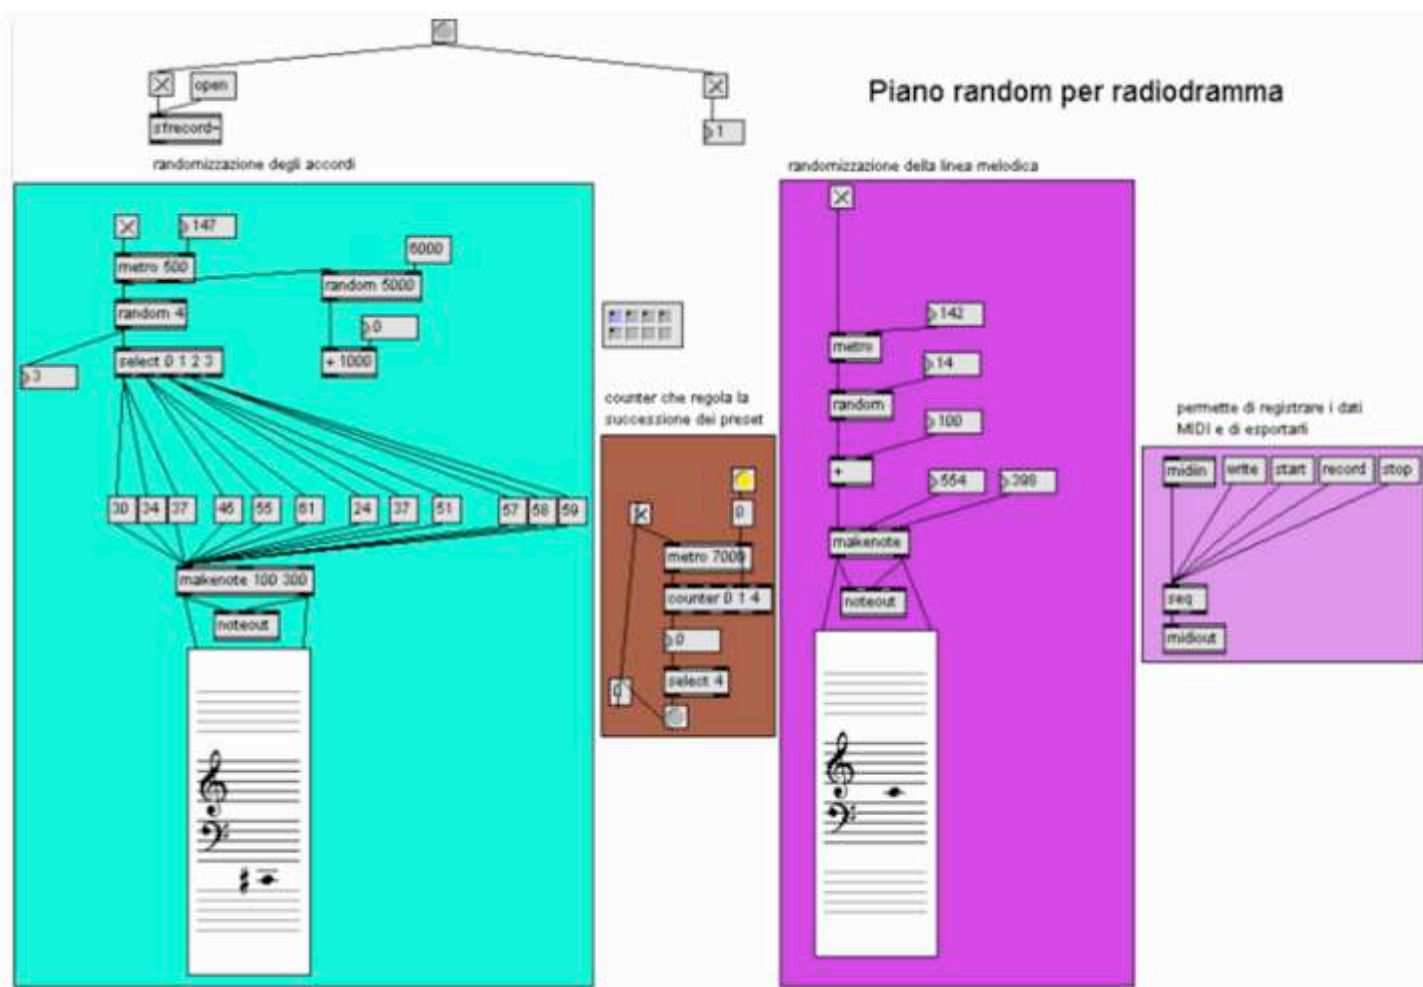 open
sfrecord~
1
Piano random per radiodramma
randomizzazione degli accordi
randomizzazione della linea melodica
147
metro 500
6000
random 5000
random 4
0
+ 1000
select 0 1 2 3
3
30 34 37 46 55 61 24 37 51 57 58 59
makenote 100 300
noteout
counter che regola la
successione dei preset
0
metro 7000
counter 0 1 4
0
select 4
0
142
metro
14
random
100
+
554 398
makenote
noteout
permette di registrare i dati
MIDI e di esportarli
midiin write start record stop
seq
midiout